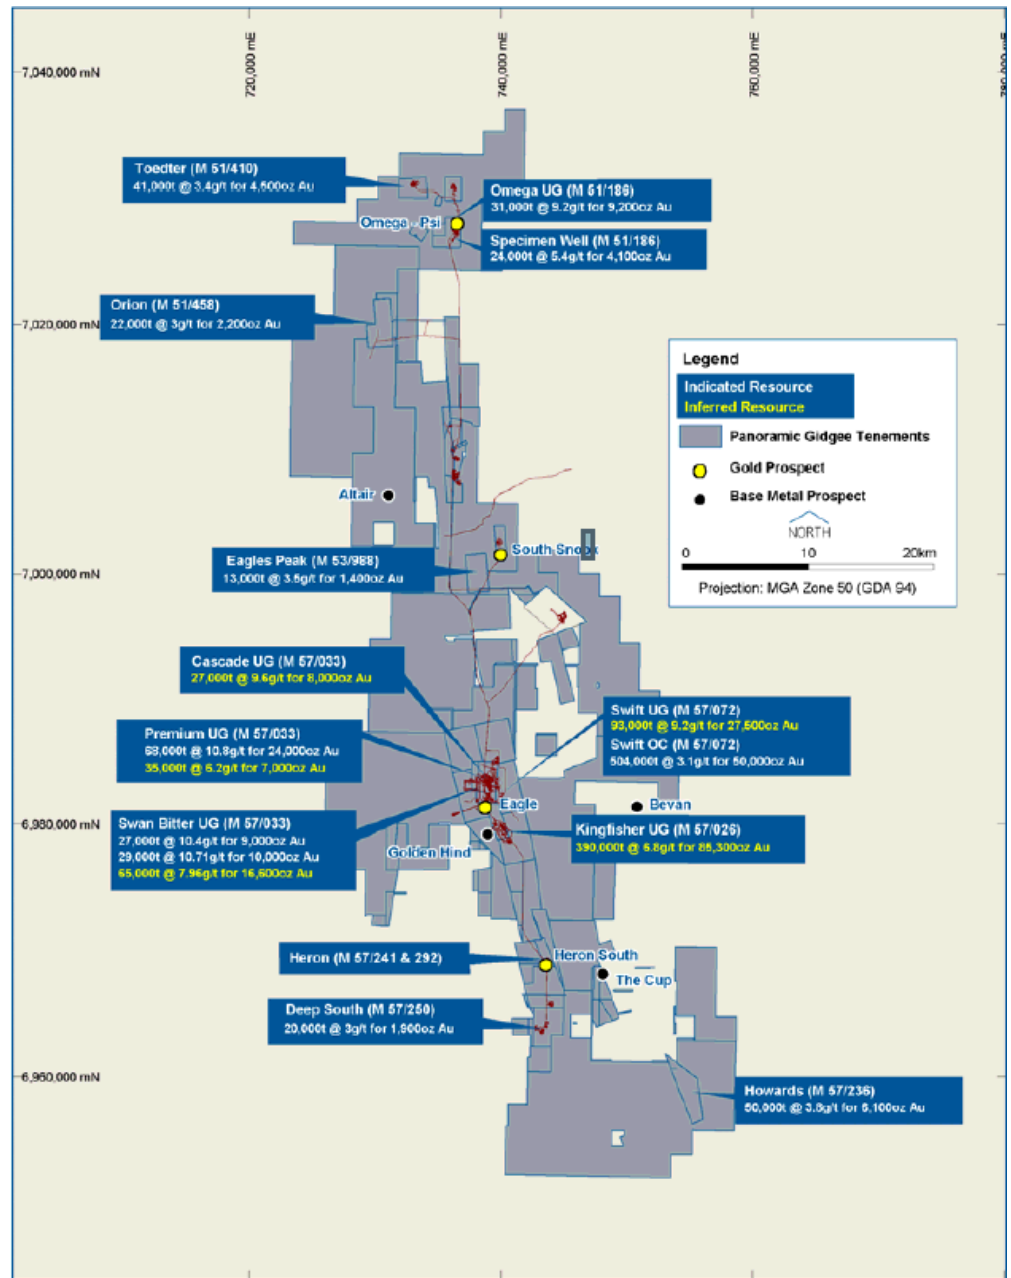 720,000 mE
740,000 mE
760,000 mE
7,040,000 mN
Toedter (M 51/410)
41,000t @ 3.4g/t for 4,500oz Au
Omega UG (M 51/186)
31,000t @ 9.2g/t for 9,200oz Au
Omega - Psi
Specimen Well (M 51/186)
24,000t @ 5.4g/t for 4,100oz Au
Orion (M 51/458)
22,000t @ 3g/t for 2,200oz Au
7,020,000 mN
Legend
Indicated Resource
Inferred Resource
Panoramic Gidgee Tenements
Gold Prospect
Base Metal Prospect
NORTH
0 10 20km
Projection: MGA Zone 50 (GDA 94)
Altair
South Snook
Eagles Peak (M 53/988)
13,000t @ 3.5g/t for 1,400oz Au
7,000,000 mN
Cascade UG (M 57/033)
27,000t @ 9.6g/t for 8,000oz Au
Swift UG (M 57/072)
93,000t @ 9.2g/t for 27,500oz Au
Swift OC (M 57/072)
504,000t @ 3.1g/t for 50,000oz Au
Premium UG (M 57/033)
68,000t @ 10.8g/t for 24,000oz Au
35,000t @ 6.2g/t for 7,000oz Au
Eagle
Bevan
6,980,000 mN
Swan Bitter UG (M 57/033)
27,000t @ 10.4g/t for 9,000oz Au
29,000t @ 10.71g/t for 10,000oz Au
65,000t @ 7.96g/t for 16,600oz Au
Golden Hind
Kingfisher UG (M 57/026)
390,000t @ 6.8g/t for 85,300oz Au
Heron (M 57/241 & 292)
Heron South
The Cup
Deep South (M 57/250)
20,000t @ 3g/t for 1,900oz Au
6,960,000 mN
Howards (M 57/236)
50,000t @ 3.8g/t for 6,100oz Au